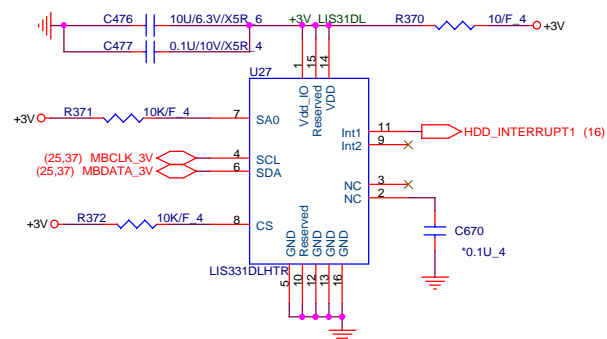 C476 10U/6.3V/X5R_6 +3V_LIS31DL R370 10/F_4 +3V
C477 0.1U/10V/X5R_4
U27
1 15 14
Vdd_IO Reserved VDD
+3V R371 10K/F_4 7 SA0
Int1 11 HDD_INTERRUPT1 (16)
Int2 9
(25,37) MBCLK_3V 4 SCL
(25,37) MBDATA_3V 6 SDA
NC 3
NC 2
+3V R372 10K/F_4 8 CS
C670
*0.1U_4
GND Reserved GND GND GND
LIS331DLHTR
5 10 12 13 16